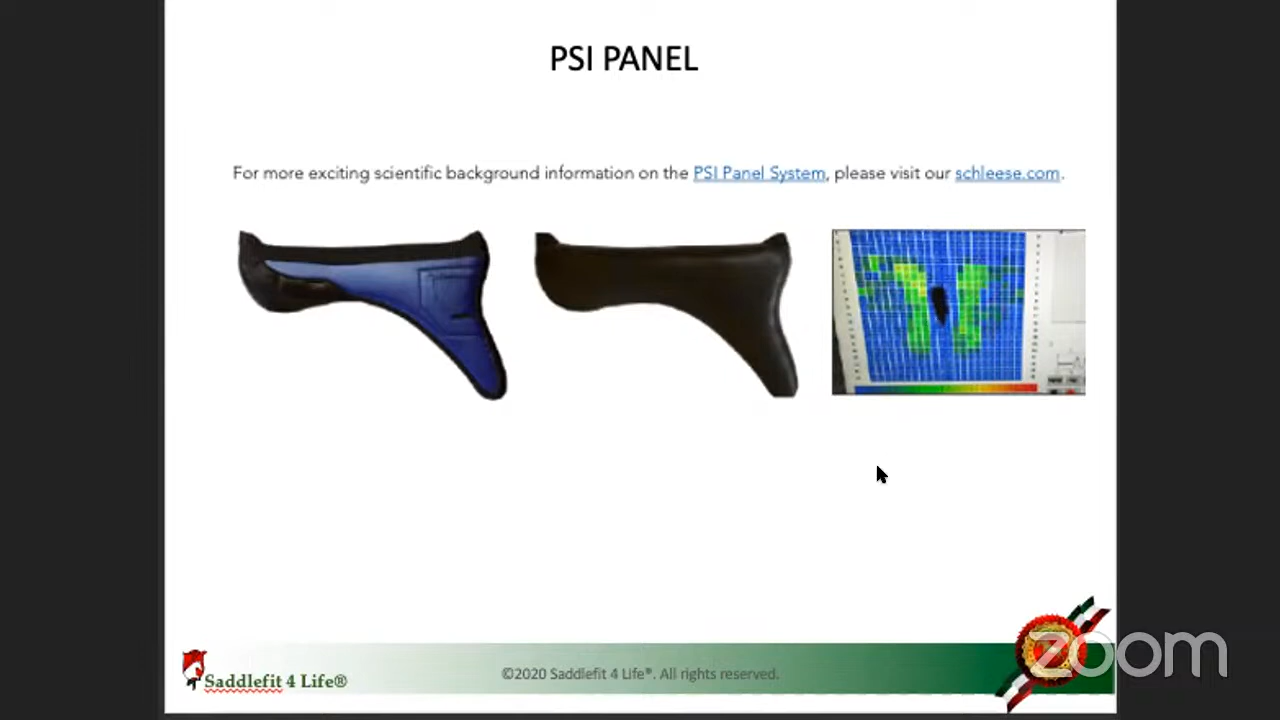 PSI PANEL
For more exciting scientific background information on the PSI Panel System, please visit our schleese.com.
Saddlefit 4 Life®
©2020 Saddlefit 4 Life®. All rights reserved.
zoom